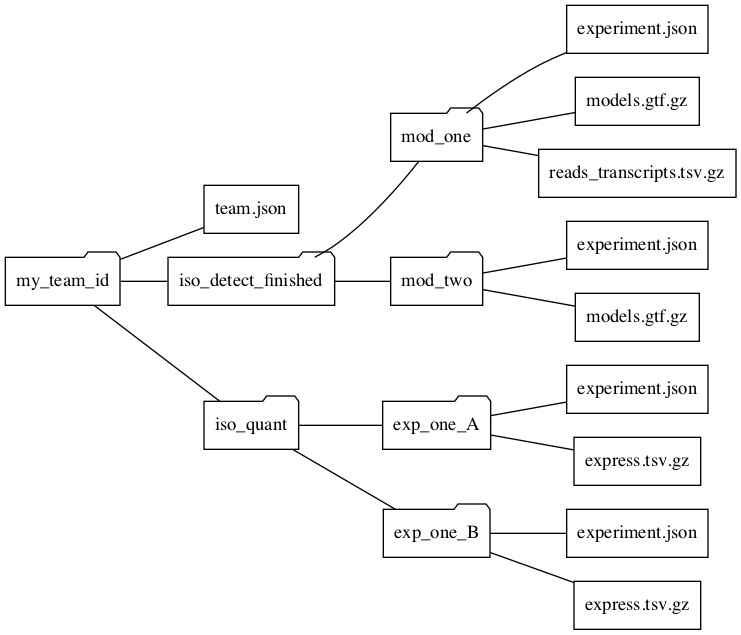 experiment.json
models.gtf.gz
mod_one
reads_transcripts.tsv.gz
team.json
experiment.json
my_team_id
iso_detect_finished
mod_two
models.gtf.gz
experiment.json
iso_quant
exp_one_A
express.tsv.gz
exp_one_B
experiment.json
express.tsv.gz